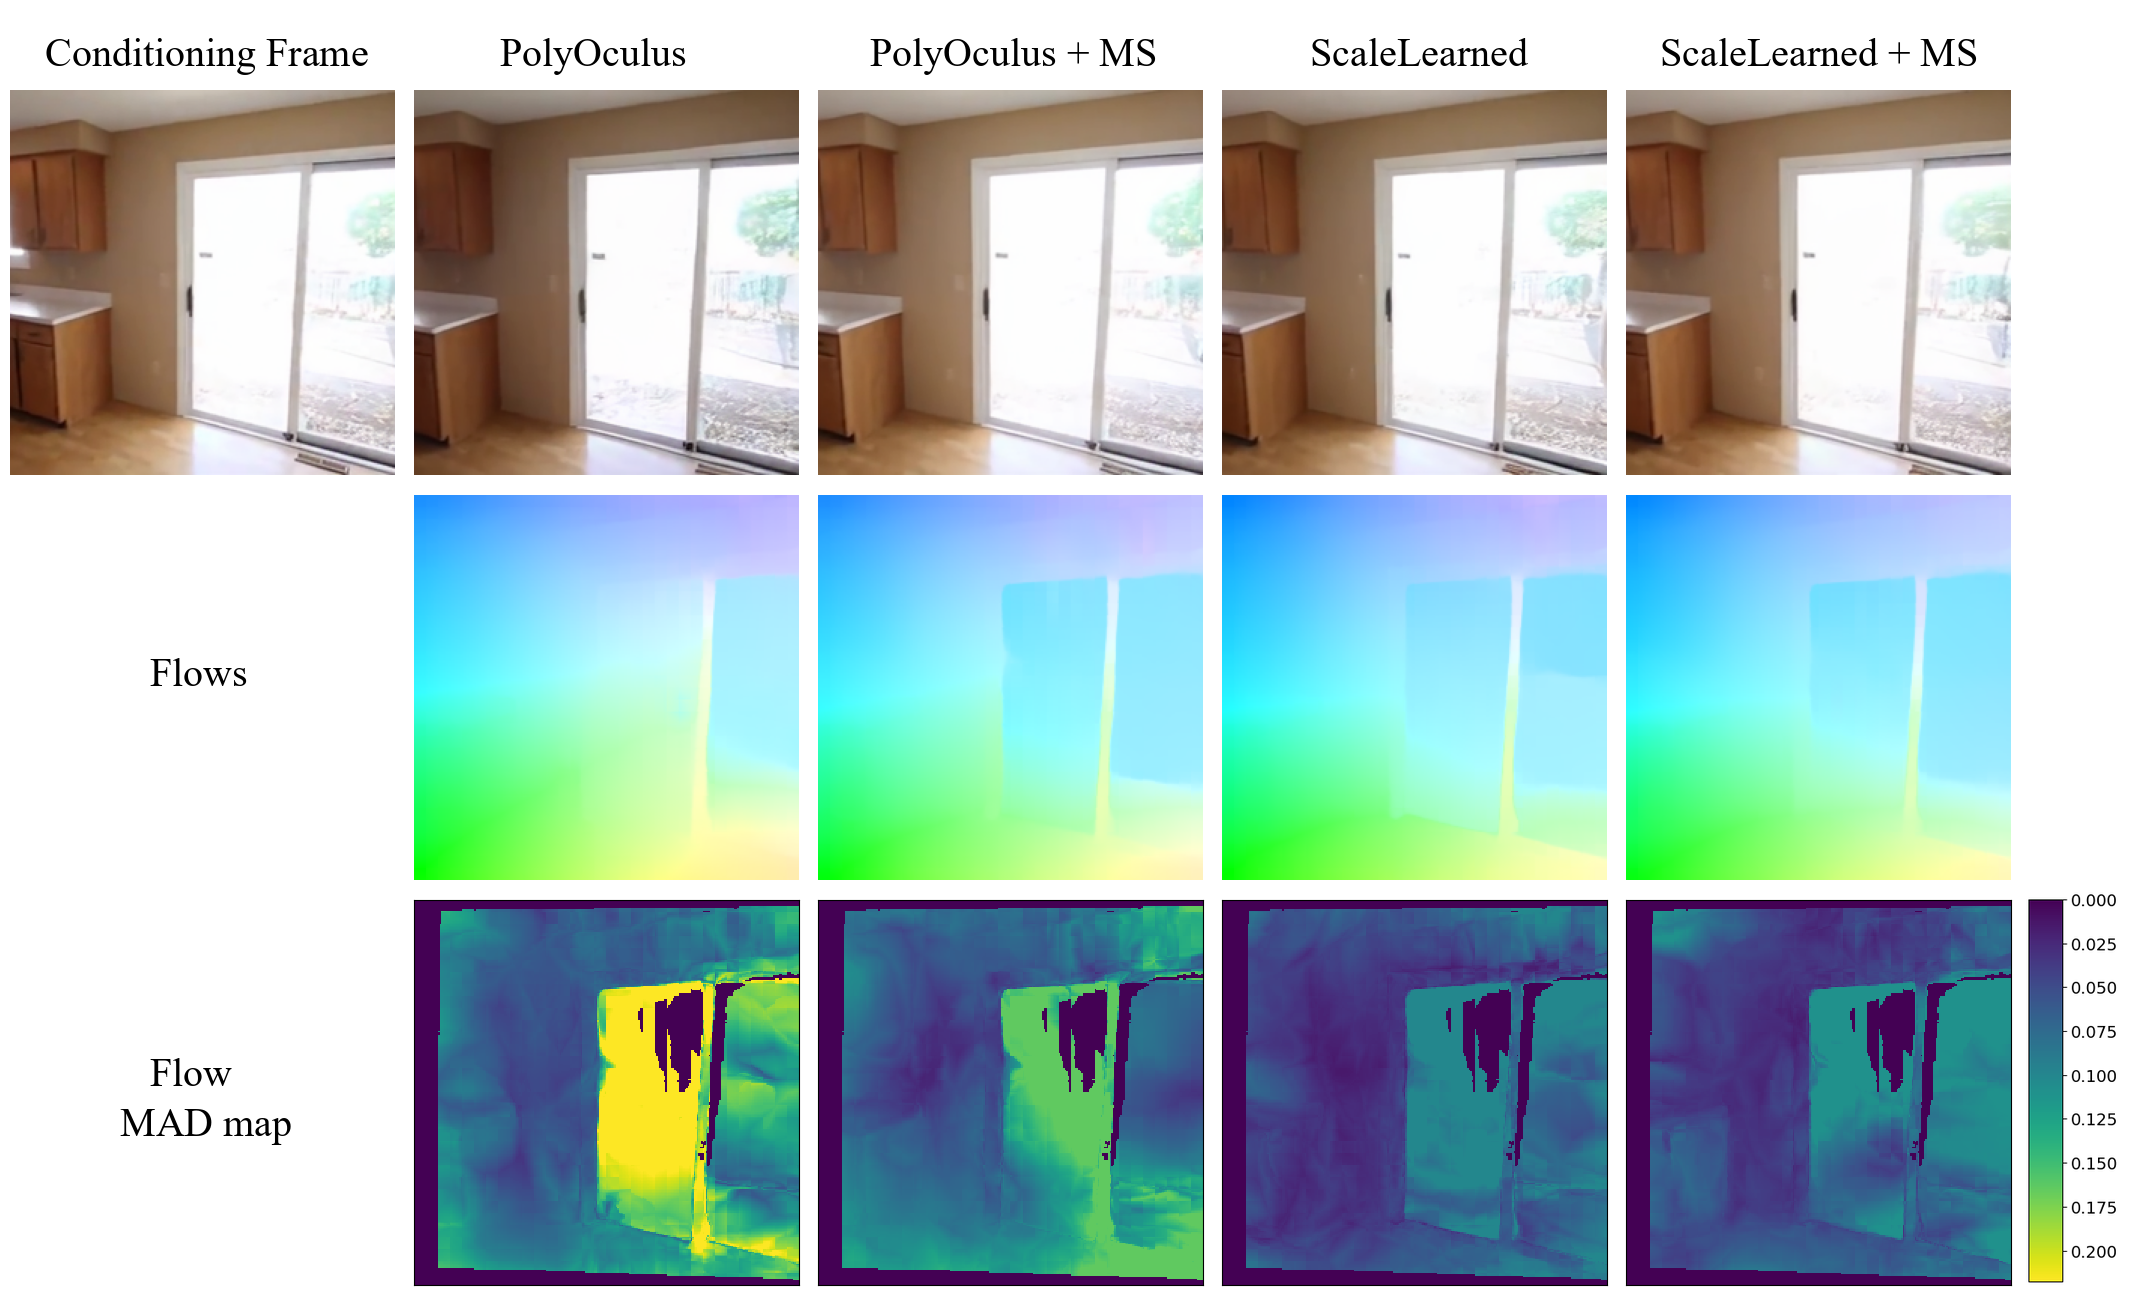 Conditioning Frame
PolyOculus
PolyOculus + MS
ScaleLearned
ScaleLearned + MS
Flows
Flow
MAD map
0.000
0.025
0.050
0.075
0.100
0.125
0.150
0.175
0.200